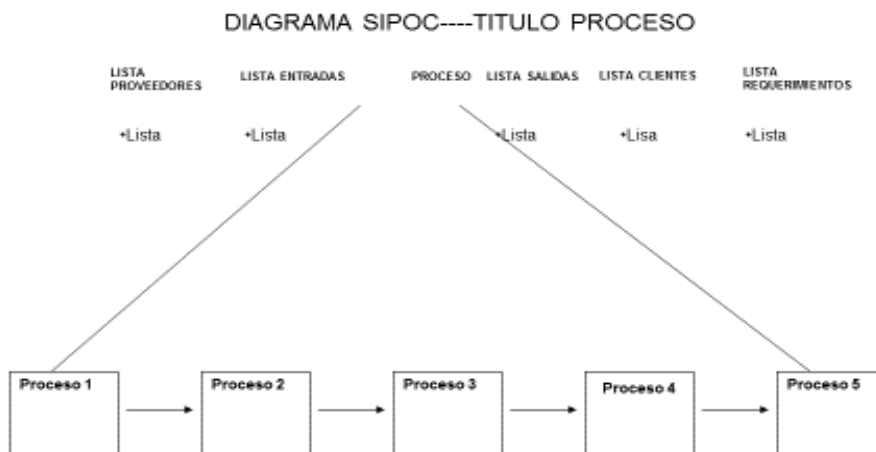 DIAGRAMA SIPOC----TITULO PROCESO
LISTA
PROVEEDORES
LISTA ENTRADAS
PROCESO
LISTA SALIDAS
LISTA CLIENTES
LISTA
REQUERIMIENTOS
•Lista
•Lista
•Lista
•Lisa
•Lista
Proceso 1
Proceso 2
Proceso 3
Proceso 4
Proceso 5